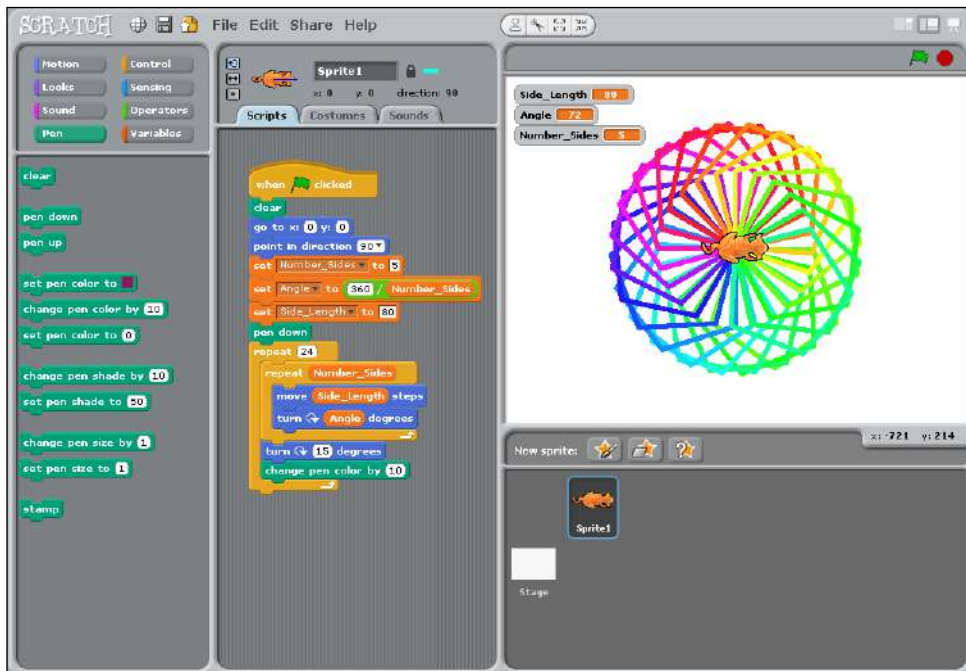 SCRATCH File Edit Share Help
Motion Control
Looks Sensing
Sound Operators
Pen Variables
clear
pen down
pen up
set pen color to
change pen color by 10
set pen color to 0
change pen shade by 10
set pen shade to 50
change pen size by 1
set pen size to 1
stamp
Sprite1
x: 0 y: 0 direction: 90
Scripts Costumes Sounds
when clicked
clear
go to x: 0 y: 0
point in direction 90
set Number_Sides to 5
set Angle to 360 / Number_Sides
set Side_Length to 80
pen down
repeat 24
repeat Number_Sides
move Side_Length steps
turn Angle degrees
turn 15 degrees
change pen color by 10
Side_Length 80
Angle 72
Number_Sides 5
x: -721 y: 214
New sprite:
Sprite1
Stage